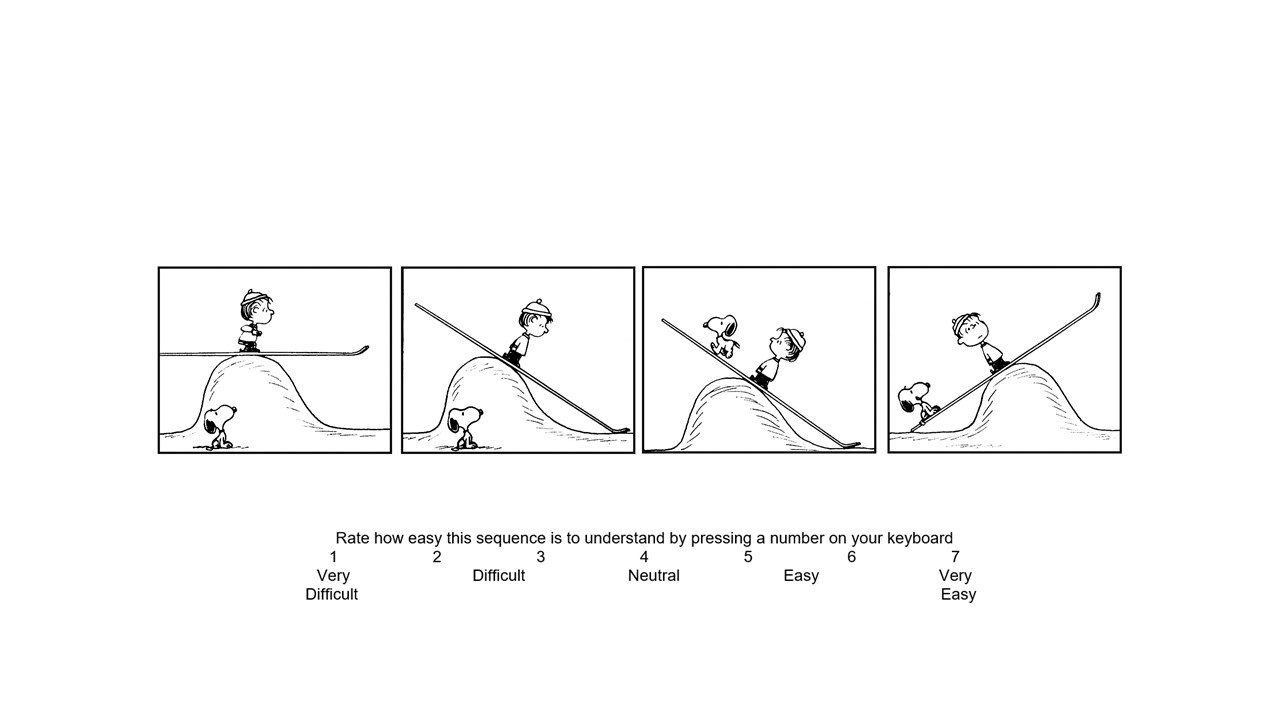 Rate how easy this sequence is to understand by pressing a number on your keyboard
1 2 3 4 5 6 7
Very Difficult Neutral Easy Very
Difficult Easy